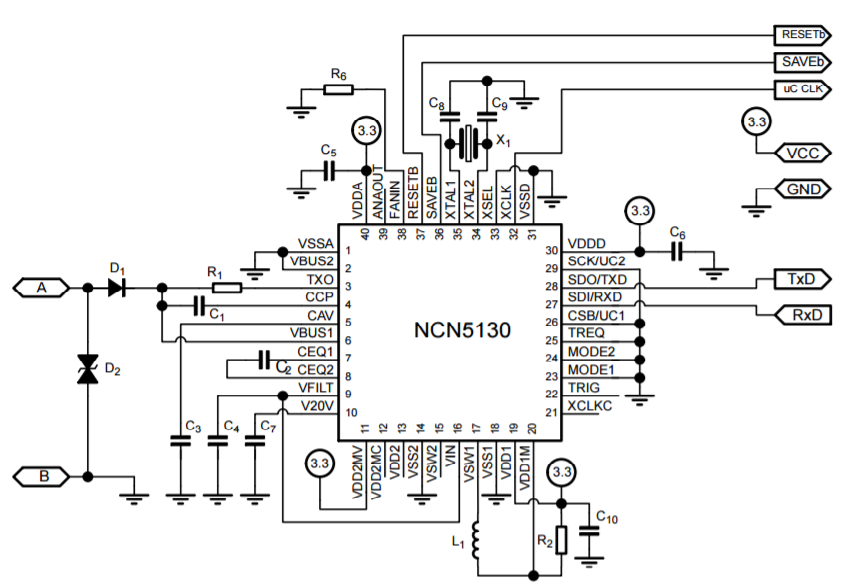 RESETb
SAVEb
uC CLK
R6
C8
C9
X1
3.3
3.3
VCC
C5
GND
VDDA
ANAOUT
FANIN
RESETB
SAVEB
XTAL1
XTAL2
XSEL
XCLK
VSSD
40
39
38
37
36
35
34
33
32
31
3.3
C6
VSSA
1
30
VDDD
VBUS2
2
29
SCK/UC2
D1
R1
TXO
3
28
SDO/TXD
TxD
A
CCP
4
27
SDI/RXD
RxD
C1
CAV
5
26
CSB/UC1
VBUS1
6
25
TREQ
NCN5130
CEQ1
7
24
MODE2
D2
C2
CEQ2
8
23
MODE1
VFILT
9
22
TRIG
V20V
10
21
XCLKC
C3
C4
C7
11
12
13
14
15
16
17
18
19
20
VDD2MV
VDD2MC
VDD2
VSS2
VSW2
VIN
VSW1
VSS1
VDD1
VDD1M
3.3
3.3
B
C10
L1
R2